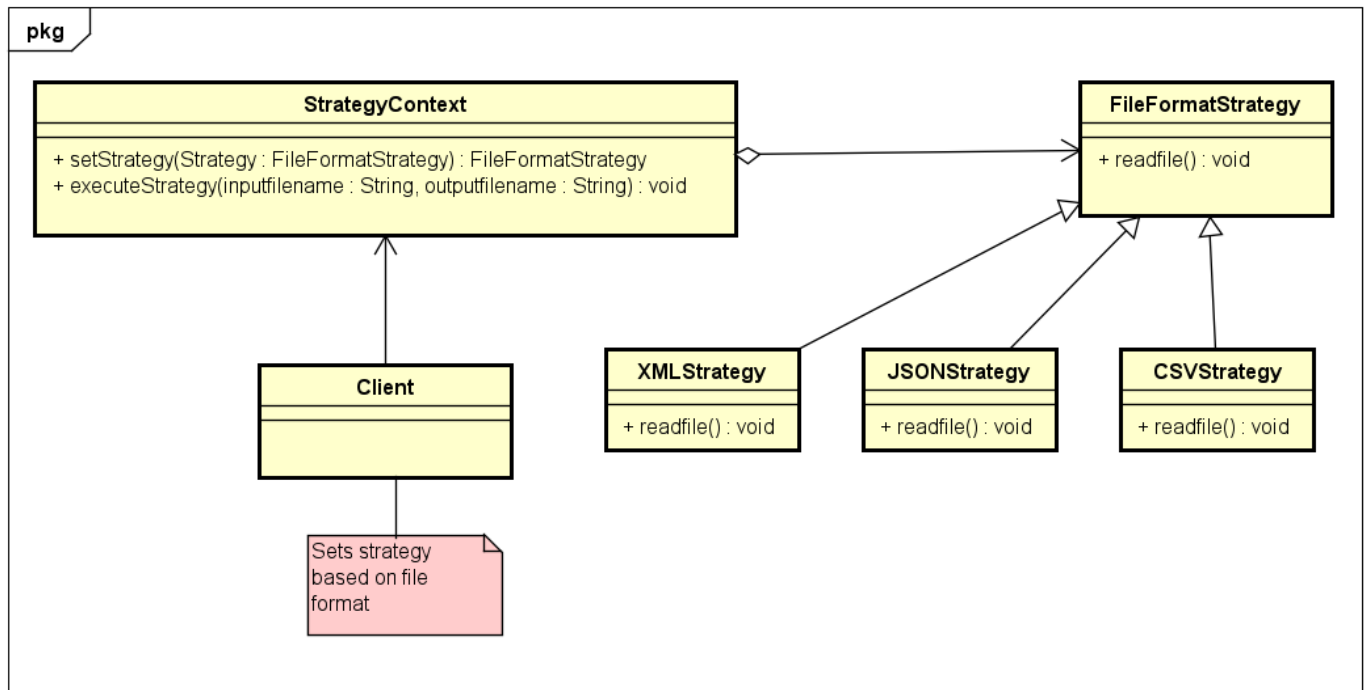 pkg
StrategyContext
+ setStrategy(Strategy : FileFormatStrategy) : FileFormatStrategy
+ executeStrategy(inputfilename : String, outputfilename : String) : void
FileFormatStrategy
+ readfile() : void
Client
XMLStrategy
+ readfile() : void
JSONStrategy
+ readfile() : void
CSVStrategy
+ readfile() : void
Sets strategy
based on file
format